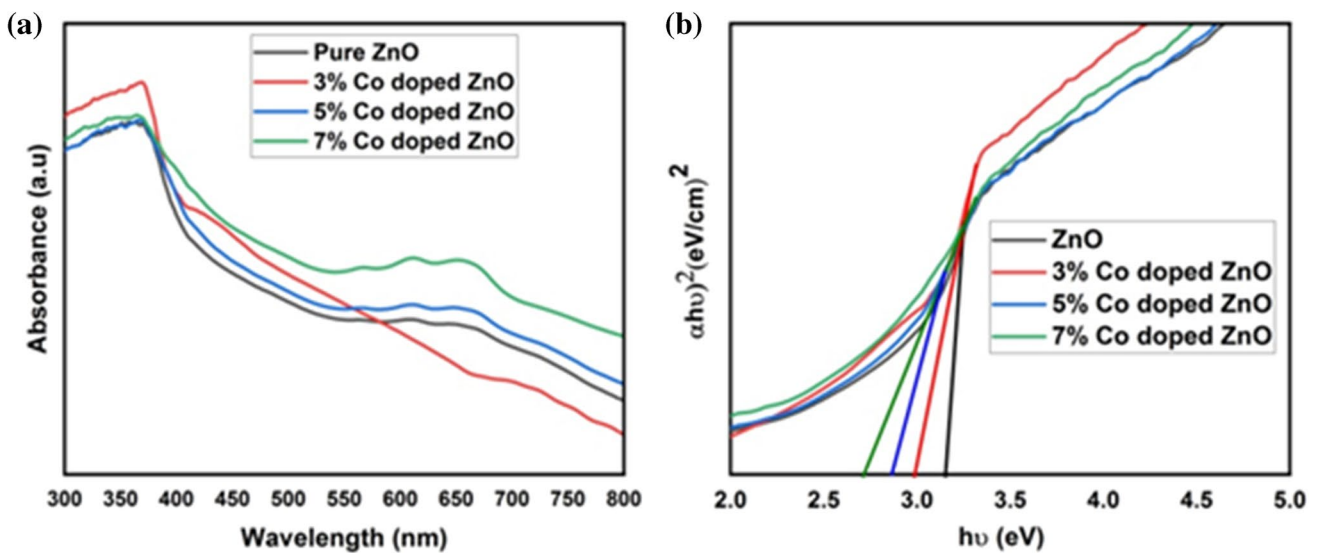 (a)
Absorbance (a.u)
Pure ZnO
3% Co doped ZnO
5% Co doped ZnO
7% Co doped ZnO
300 350 400 450 500 550 600 650 700 750 800
Wavelength (nm)
(b)
αhυ)²(eV/cm)²
ZnO
3% Co doped ZnO
5% Co doped ZnO
7% Co doped ZnO
2.0 2.5 3.0 3.5 4.0 4.5 5.0
hυ (eV)